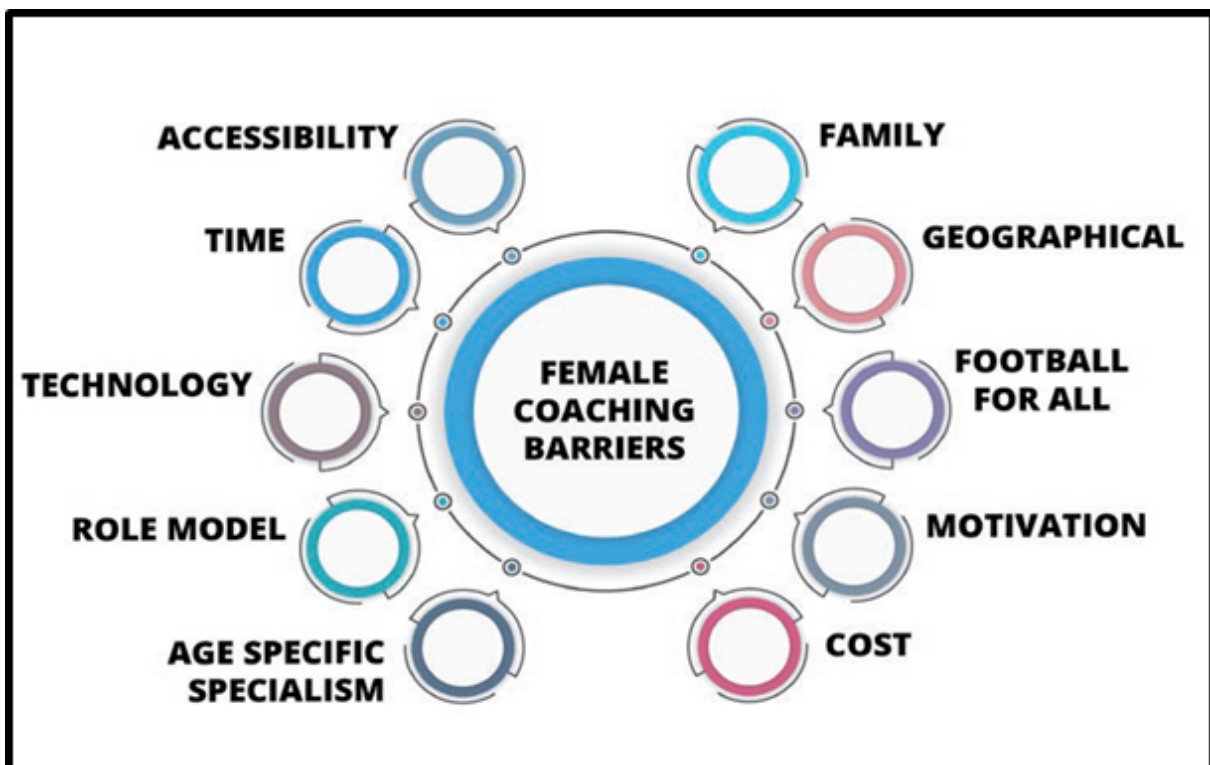 ACCESSIBILITY
TIME
TECHNOLOGY
ROLE MODEL
AGE SPECIFIC
SPECIALISM
FEMALE
COACHING
BARRIERS
FAMILY
GEOGRAPHICAL
FOOTBALL
FOR ALL
MOTIVATION
COST